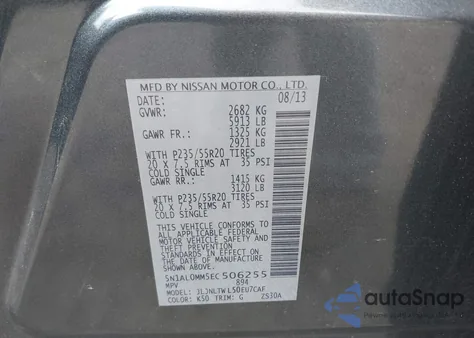 MFD BY NISSAN MOTOR CO., LTD.
DATE: 08/13
GVWR: 2682 KG
5913 LB
GAWR FR.: 1325 KG
2921 LB
WITH P235/55R20 TIRES
20 x 7.5 RIMS AT 35 PSI
COLD SINGLE
GAWR RR.: 1415 KG
3120 LB
WITH P235/55R20 TIRES
20 x 7.5 RIMS AT 35 PSI
COLD SINGLE
THIS VEHICLE CONFORMS TO
ALL APPLICABLE FEDERAL
MOTOR VEHICLE SAFETY
STANDARDS IN EFFECT ON
THE DATE OF MANUFACTURE
SHOWN ABOVE.
5N1AL0MM5EC506255
MPV 894
MODEL: JLJNLTWL50EU7CAF
COLOR: K50 TRIM: G ZS30A
autoSnap